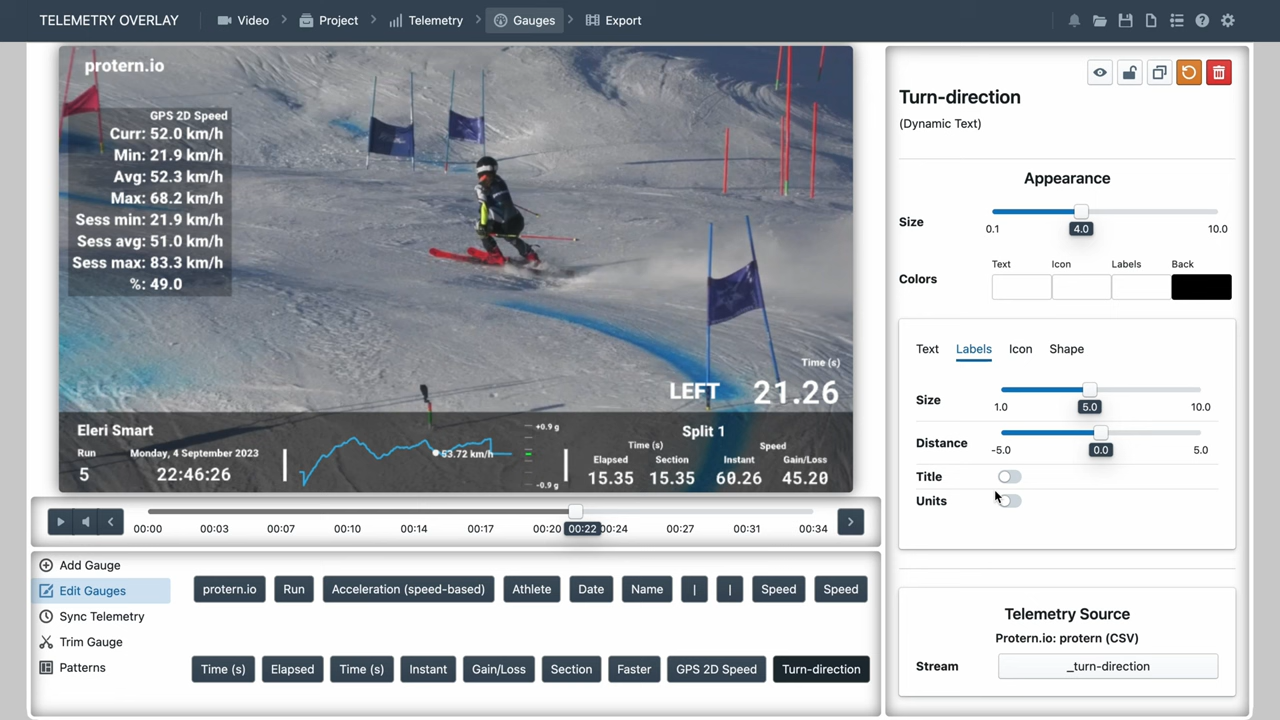 TELEMETRY OVERLAY
Video
Project
Telemetry
Gauges
Export
protern.io
GPS 2D Speed
Curr: 52.0 km/h
Min: 21.9 km/h
Avg: 52.3 km/h
Max: 68.2 km/h
Sess min: 21.9 km/h
Sess avg: 51.0 km/h
Sess max: 83.3 km/h
%: 49.0
Time (s)
LEFT 21.26
Eleri Smart
Run
5
Monday, 4 September 2023
22:46:26
53.72 km/h
+0.9 g
-0.9 g
Split 1
Time (s) Speed
Elapsed Section Instant Gain/Loss
15.35 15.35 60.26 45.20
00:00 00:03 00:07 00:10 00:14 00:17 00:20 00:22 00:24 00:27 00:31 00:34
Add Gauge
Edit Gauges
Sync Telemetry
Trim Gauge
Patterns
protern.io Run Acceleration (speed-based) Athlete Date Name | | Speed Speed
Time (s) Elapsed Time (s) Instant Gain/Loss Section Faster GPS 2D Speed Turn-direction
Turn-direction
(Dynamic Text)
Appearance
Size
0.1 4.0 10.0
Text Icon Labels Back
Colors
Text Labels Icon Shape
Size
1.0 5.0 10.0
Distance
-5.0 0.0 5.0
Title
Units
Telemetry Source
Protern.io: protern (CSV)
Stream _turn-direction